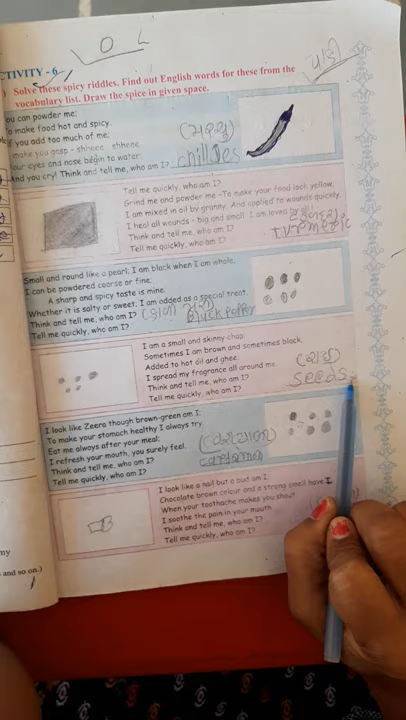 OL
CTIVITY - 6
Solve these spicy riddles. Find out English words for these from the
vocabulary list. Draw the spice in given space.
ou can powder me;
To make food hot and spicy.
if you add too much of me;
make you gasp - shheee shheee
our eyes and nose begin to water
And you cry! Think and tell me, who am I?
chillies
Tell me quickly, who am I?
Grind me and powder me - To make your food look yellow.
I am mixed in oil by granny. And applied to wounds quickly.
I heal all wounds - big and small. I am loved
Think and tell me, who am I?
Tell me quickly, who am I?
turmeric
Small and round like a pearl; I am black when I am whole.
I can be powdered coarse or fine;
A sharp and spicy taste is mine.
Whether it is salty or sweet; I am added as a special treat.
Think and tell me, who am I?
Tell me quickly, who am I?
I am a small and skinny chap;
Sometimes I am brown and sometimes black,
Added to hot oil and ghee;
I spread my fragrance all around me.
Think and tell me, who am I?
(રાઈ)
Tell me quickly, who am I?
seeds
I look like Zeera though brown-green am I;
To make your stomach healthy I always try.
Eat me always after your meal;
I refresh your mouth, you surely feel.
Think and tell me, who am I?
Tell me quickly, who am I?
I look like a nail but a bud am I.
Chocolate brown colour and a strong smell have I.
When your toothache makes you shout
I soothe the pain in your mouth
Think and tell me, who am I?
Tell me quickly, who am I?
my
and so on.)